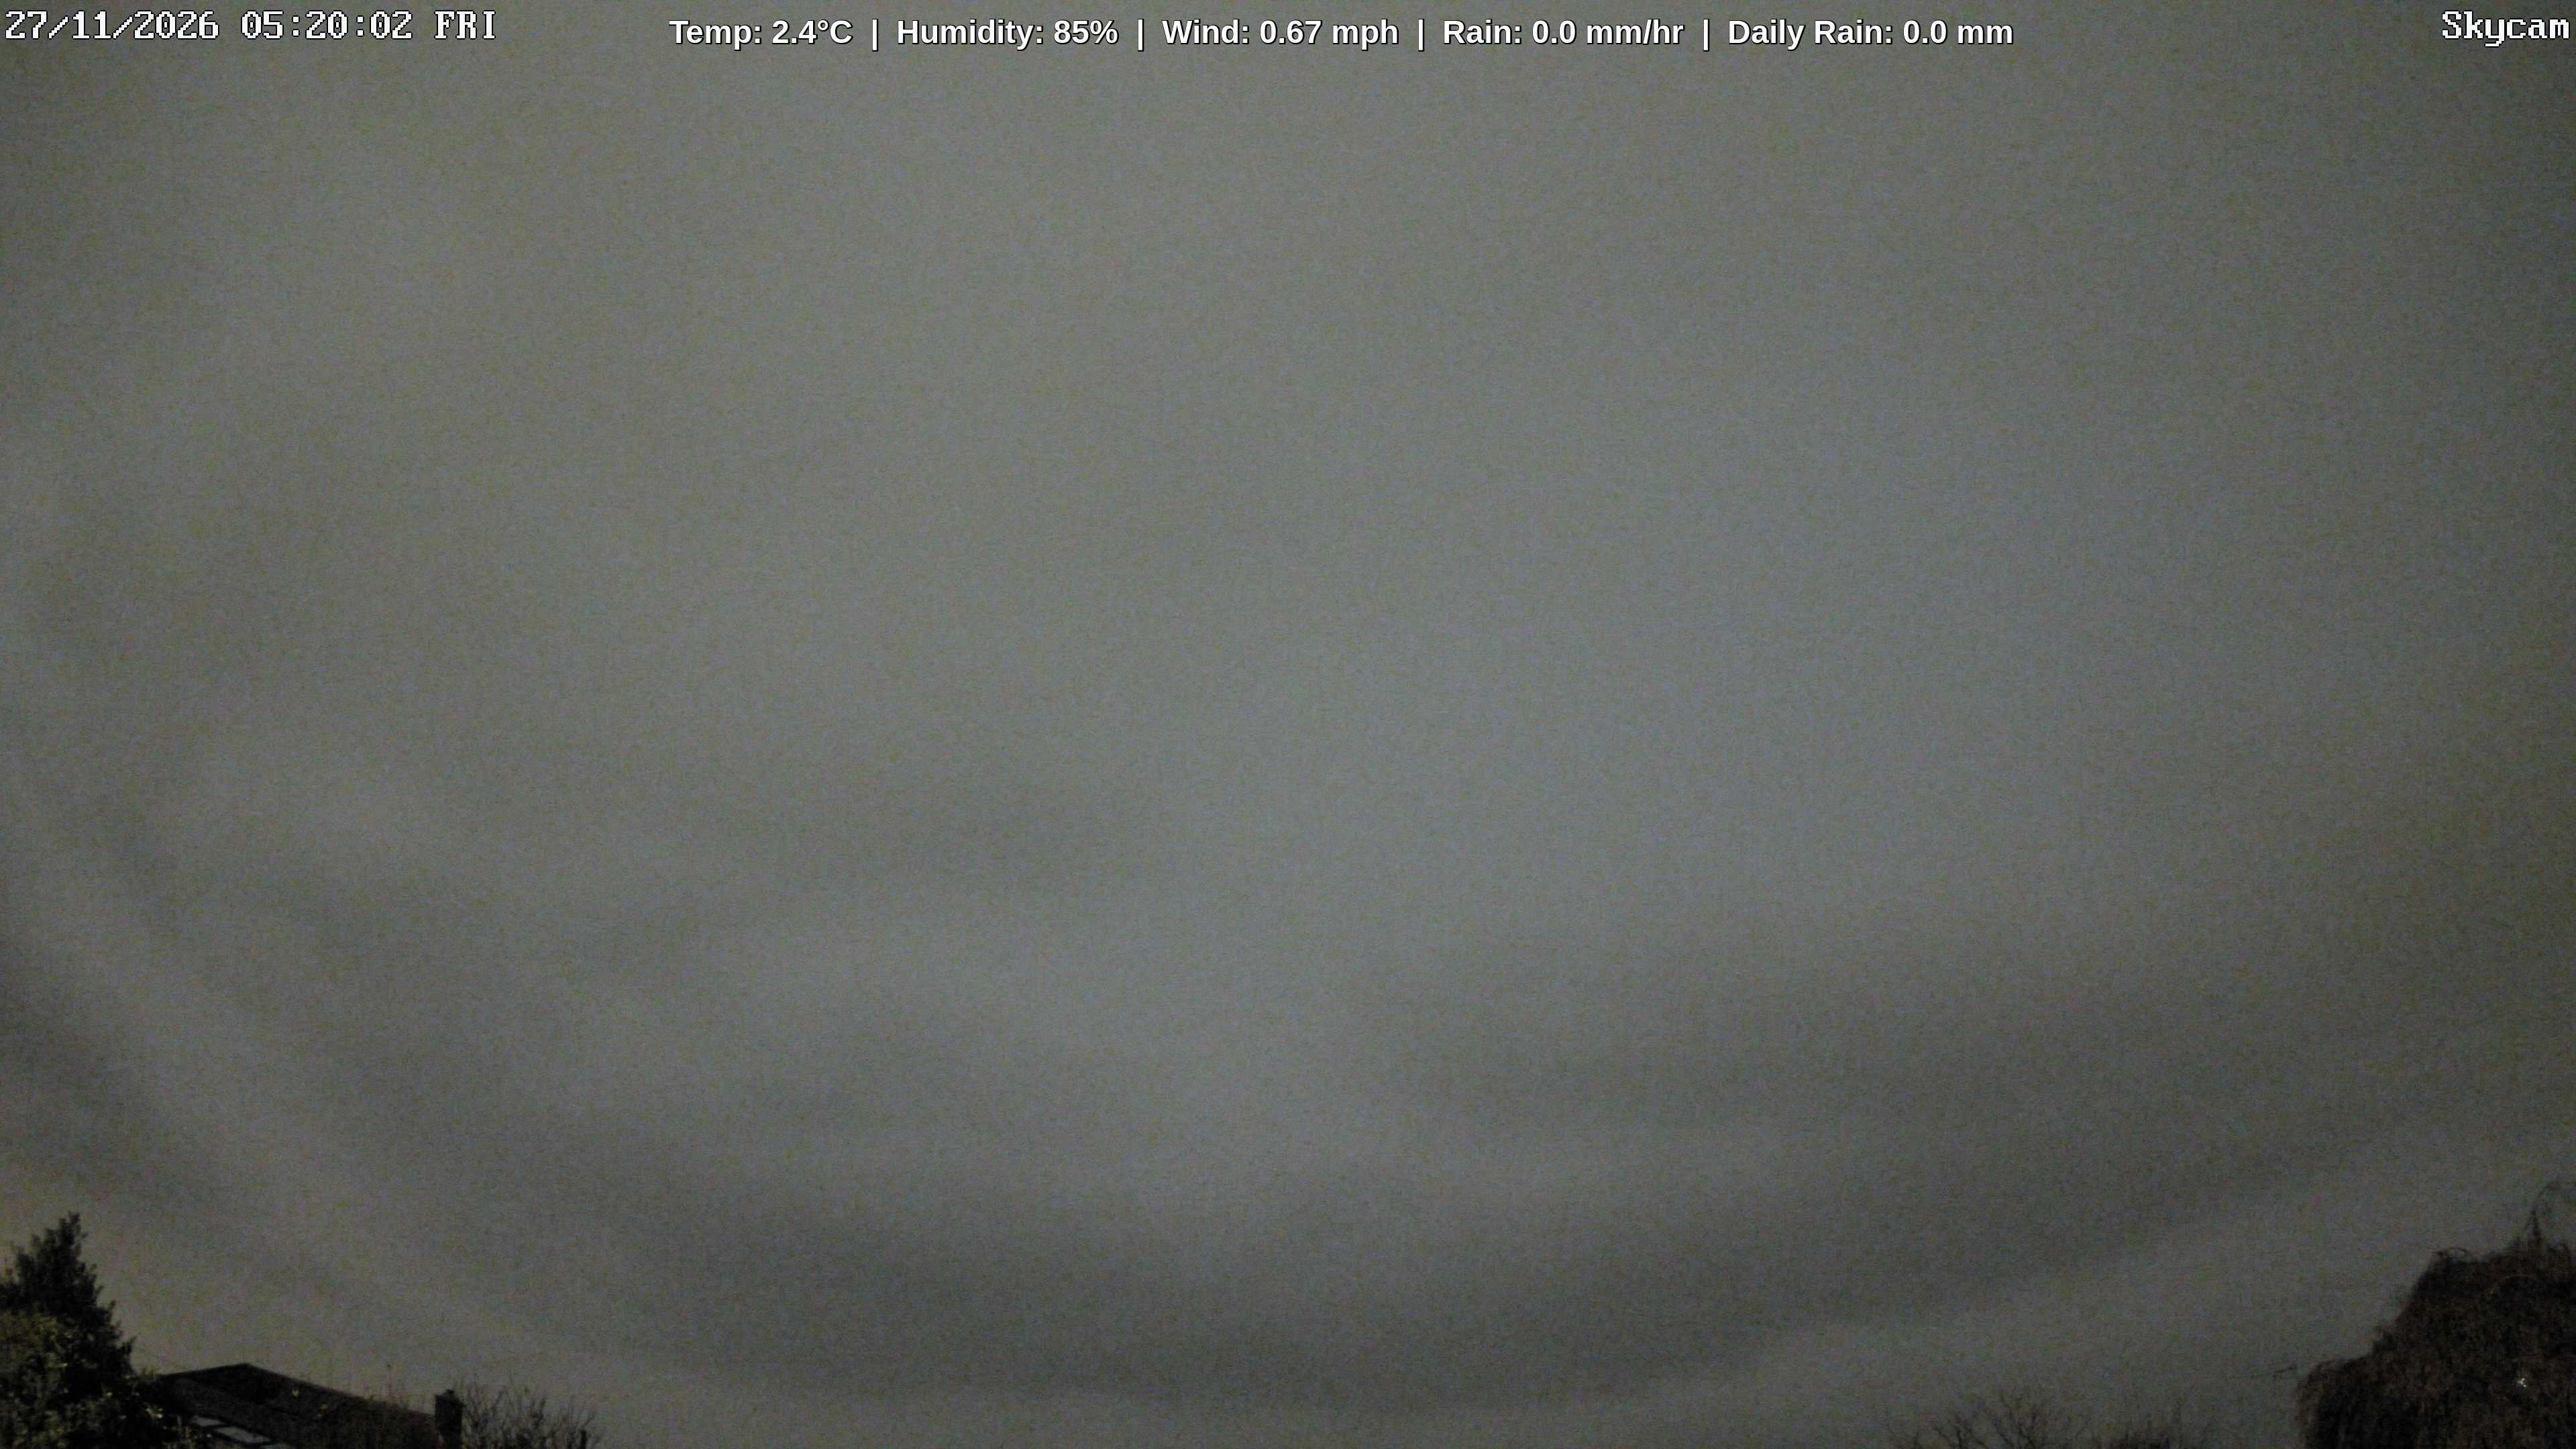 27/11/2026 05:20:02 FRI
Temp: 2.4°C | Humidity: 85% | Wind: 0.67 mph | Rain: 0.0 mm/hr | Daily Rain: 0.0 mm
Skycam